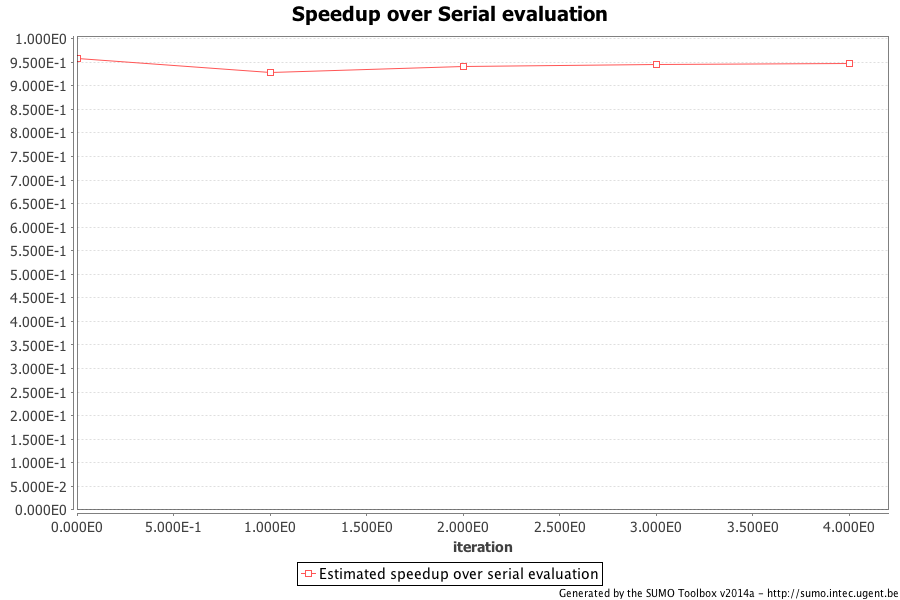 Speedup over Serial evaluation
1.000E0
9.500E-1
9.000E-1
8.500E-1
8.000E-1
7.500E-1
7.000E-1
6.500E-1
6.000E-1
5.500E-1
5.000E-1
4.500E-1
4.000E-1
3.500E-1
3.000E-1
2.500E-1
2.000E-1
1.500E-1
1.000E-1
5.000E-2
0.000E0
0.000E0 5.000E-1 1.000E0 1.500E0 2.000E0 2.500E0 3.000E0 3.500E0 4.000E0
iteration
Estimated speedup over serial evaluation
Generated by the SUMO Toolbox v2014a - http://sumo.intec.ugent.be